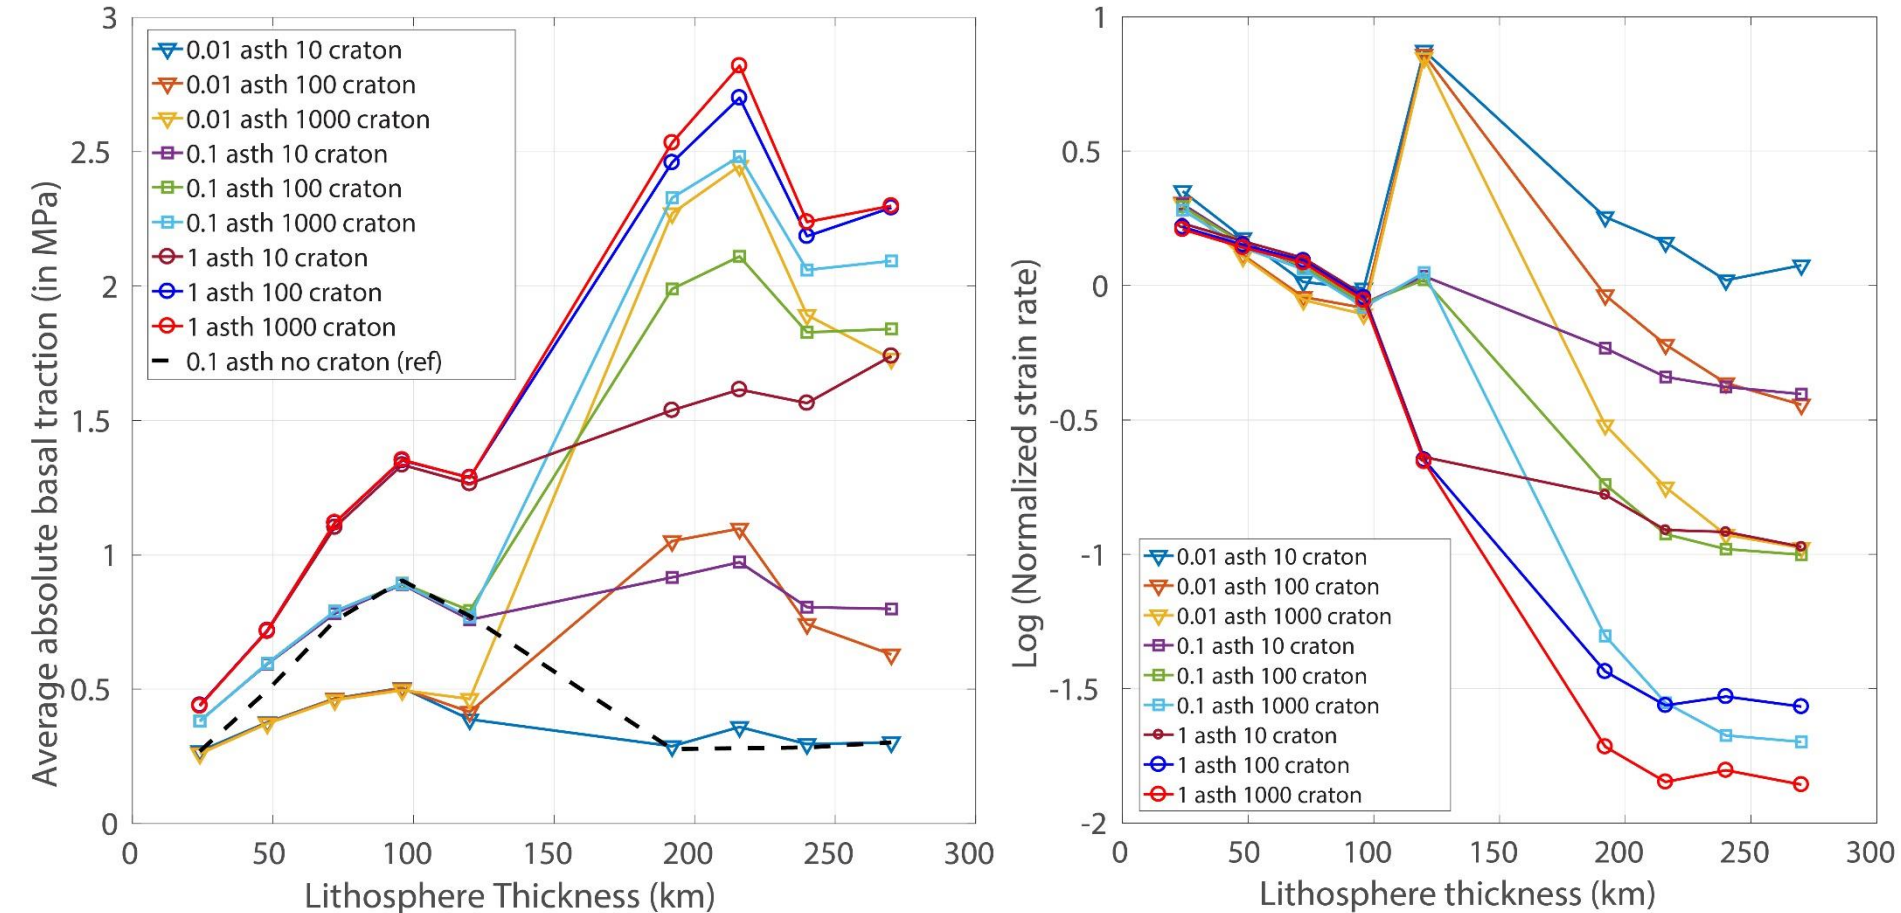 Average absolute basal traction (in MPa)
3
2.5
2
1.5
1
0.5
0
0.01 asth 10 craton
0.01 asth 100 craton
0.01 asth 1000 craton
0.1 asth 10 craton
0.1 asth 100 craton
0.1 asth 1000 craton
1 asth 10 craton
1 asth 100 craton
1 asth 1000 craton
0.1 asth no craton (ref)
0 50 100 150 200 250 300
Lithosphere Thickness (km)
Log (Normalized strain rate)
1
0.5
0
-0.5
-1
-1.5
-2
0.01 asth 10 craton
0.01 asth 100 craton
0.01 asth 1000 craton
0.1 asth 10 craton
0.1 asth 100 craton
0.1 asth 1000 craton
1 asth 10 craton
1 asth 100 craton
1 asth 1000 craton
0 50 100 150 200 250 300
Lithosphere thickness (km)